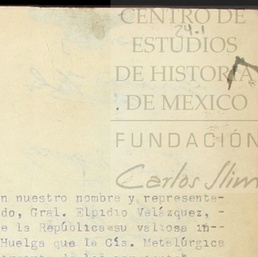 CENTRO DE
ESTUDIOS
DE HISTORIA
DE MEXICO
FUNDACIÓN
Carlos Slim
24.1
n nuestro nombre y representa-
do, Gral. Elpidio Velázquez, -
e la República su valiosa in--
Huelga que la Cía. Metalúrgica